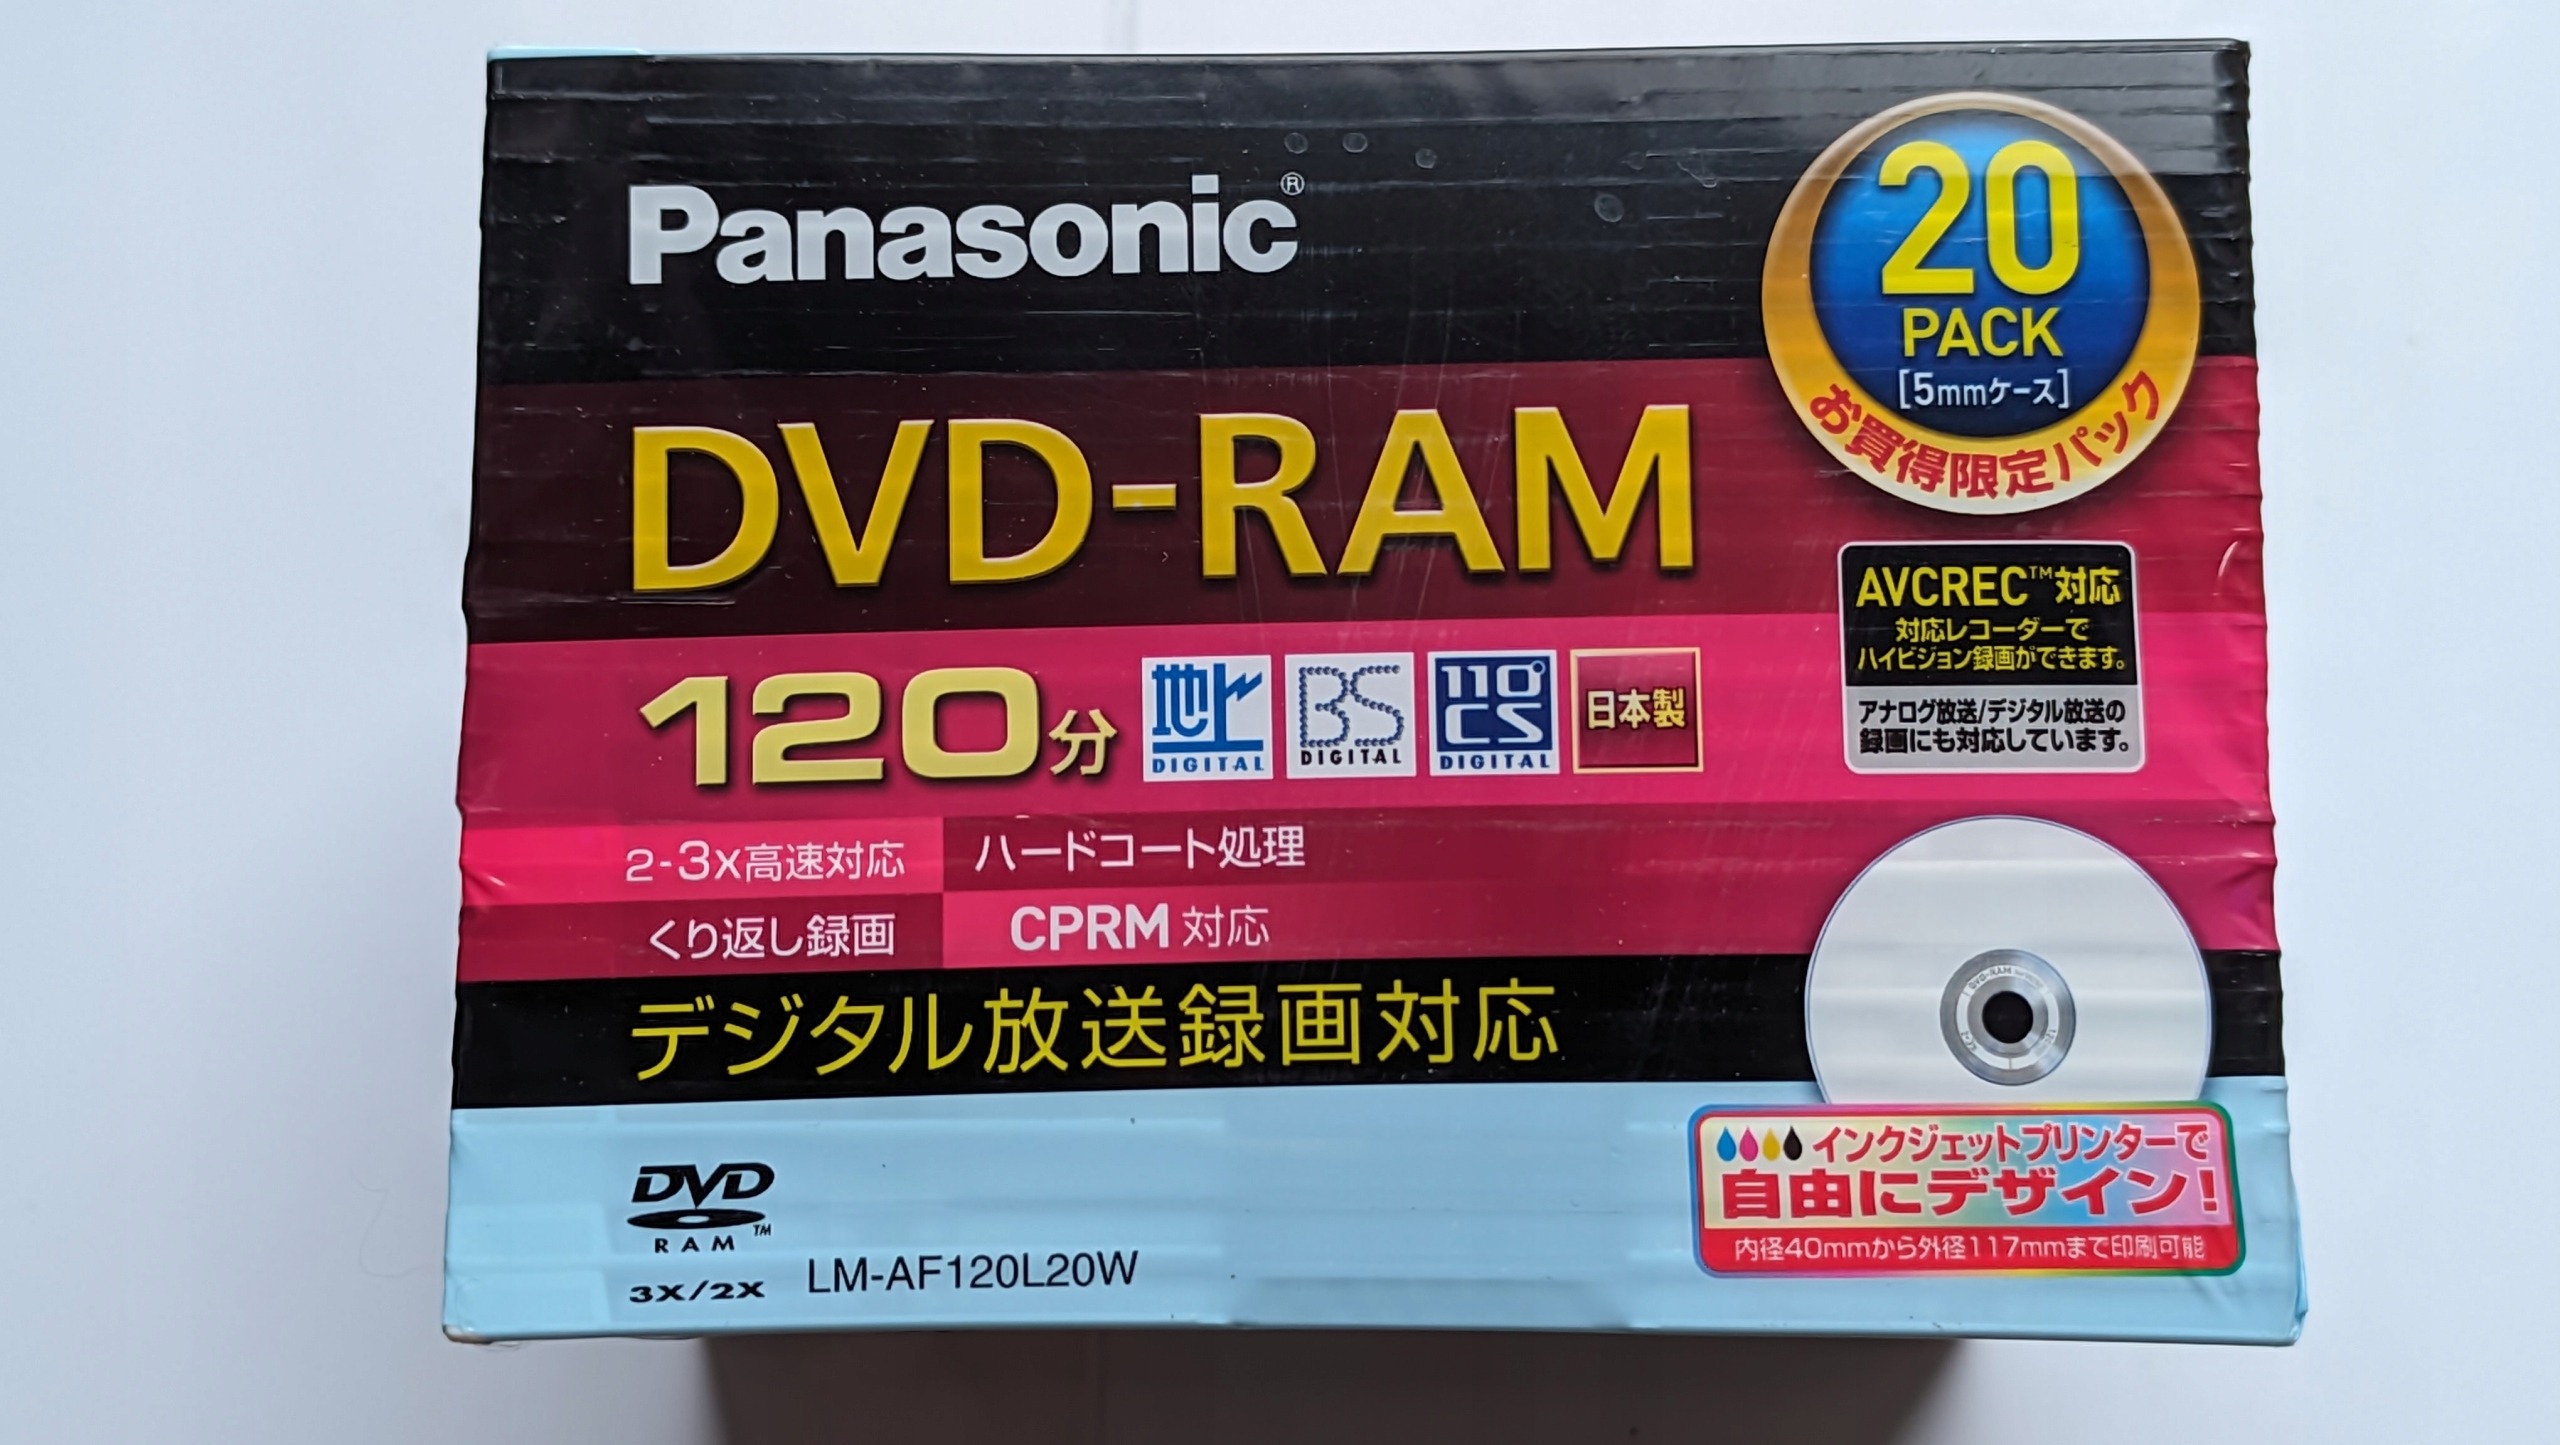 Panasonic®
20
PACK
[5mmケース]
お買得限定パック
DVD-RAM
AVCREC™対応
対応レコーダーで
ハイビジョン録画ができます。
アナログ放送/デジタル放送の
録画にも対応しています。
120分
地上
DIGITAL
BS
DIGITAL
110°
CS
DIGITAL
日本製
2-3X高速対応
ハードコート処理
くり返し録画
CPRM 対応
デジタル放送録画対応
インクジェットプリンターで
自由にデザイン!
内径40mmから外径117mmまで印刷可能
DVD
RAM™
3X/2X
LM-AF120L20W